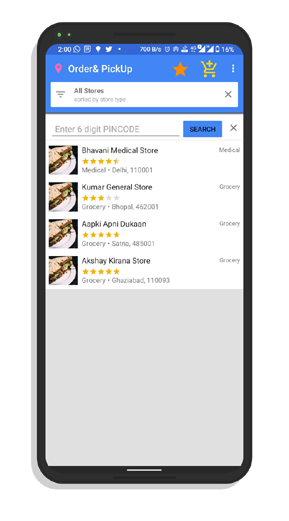 2:00 700 B/s 16%
Order& PickUp
All Stores
sorted by store type
Enter 6 digit PINCODE SEARCH
Bhavani Medical Store Medical
Medical • Delhi, 110001
Kumar General Store Grocery
Grocery • Bhopal, 462001
Aapki Apni Dukaan Grocery
Grocery • Satna, 485001
Akshay Kirana Store Grocery
Grocery • Ghaziabad, 110093